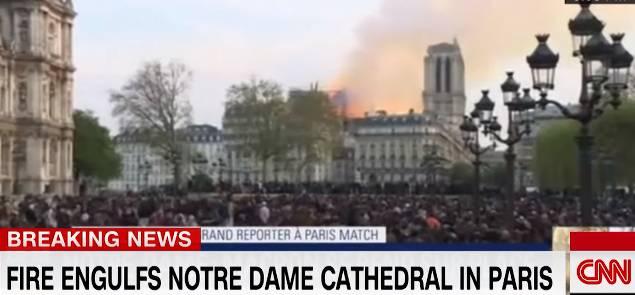 BREAKING NEWS
RAND REPORTER À PARIS MATCH
FIRE ENGULFS NOTRE DAME CATHEDRAL IN PARIS
CNN